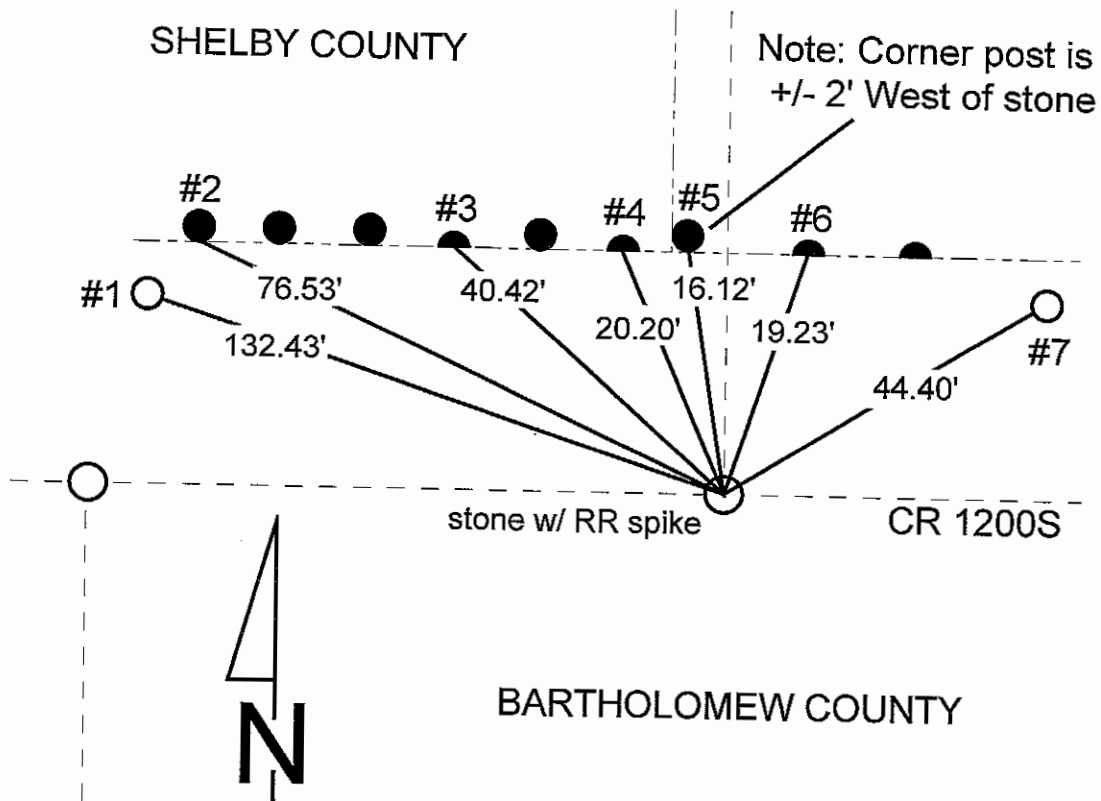 SHELBY COUNTY
Note: Corner post is
+/- 2' West of stone
#2
#3
#4
#5
#6
#1
76.53'
40.42'
16.12'
20.20'
19.23'
132.43'
#7
44.40'
stone w/ RR spike
CR 1200S
BARTHOLOMEW COUNTY
N